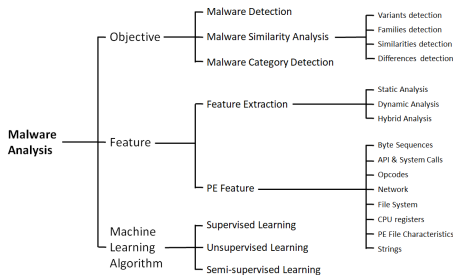 Malware
Analysis
Objective
Malware Detection
Malware Similarity Analysis
Variants detection
Families detection
Similarities detection
Differences detection
Malware Category Detection
Feature
Feature Extraction
Static Analysis
Dynamic Analysis
Hybrid Analysis
PE Feature
Byte Sequences
API & System Calls
Opcodes
Network
File System
CPU registers
PE File Characteristics
Strings
Machine
Learning
Algorithm
Supervised Learning
Unsupervised Learning
Semi-supervised Learning